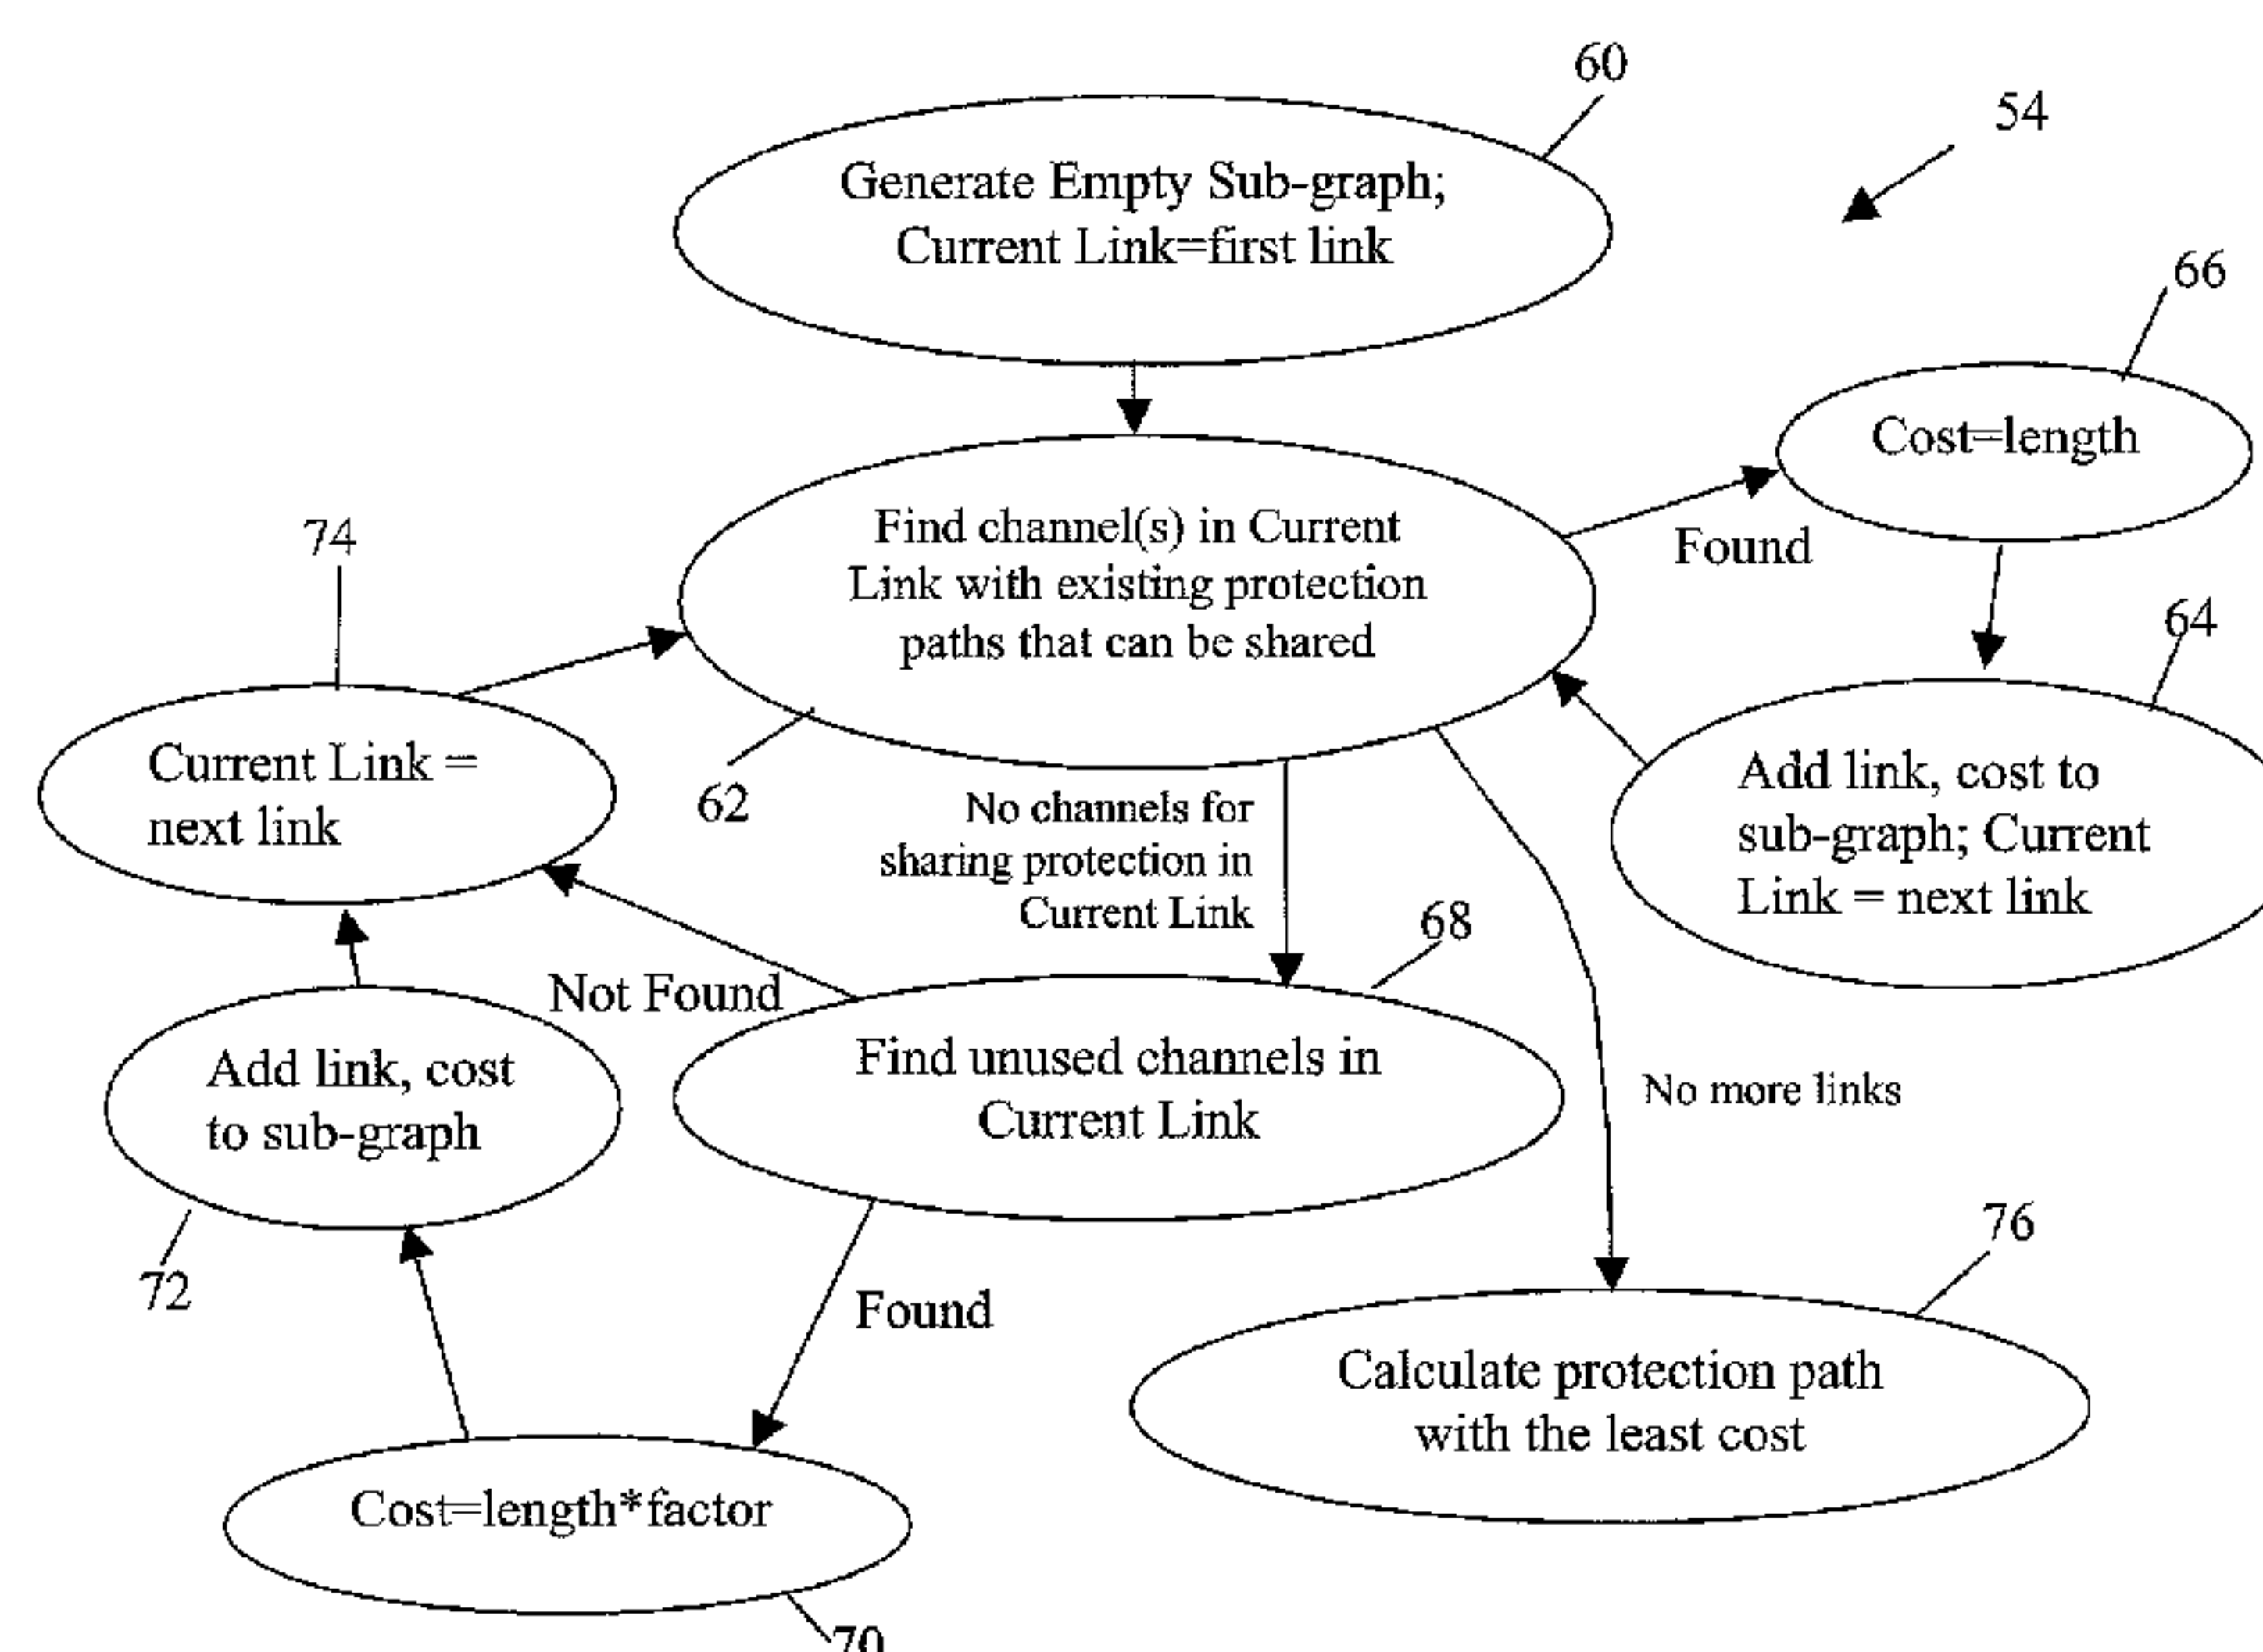 60
54
Generate Empty Sub-graph;
Current Link=first link
66
Cost=length
Find channel(s) in Current
Link with existing protection
paths that can be shared
Found
74
64
Current Link =
next link
62
No channels for
sharing protection in
Current Link
Add link, cost to
sub-graph; Current
Link = next link
68
Not Found
Add link, cost
to sub-graph
Find unused channels in
Current Link
No more links
72
Found
76
Calculate protection path
with the least cost
Cost=length*factor
70